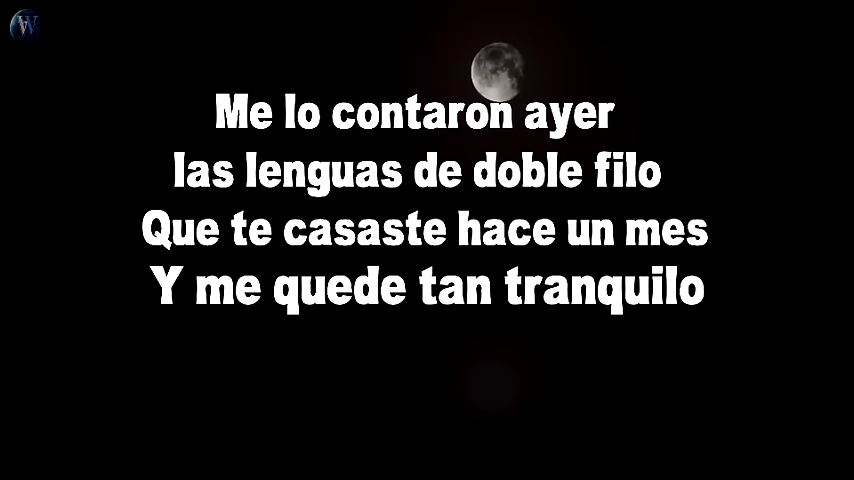 Me lo contaron ayer
las lenguas de doble filo
Que te casaste hace un mes
Y me quede tan tranquilo